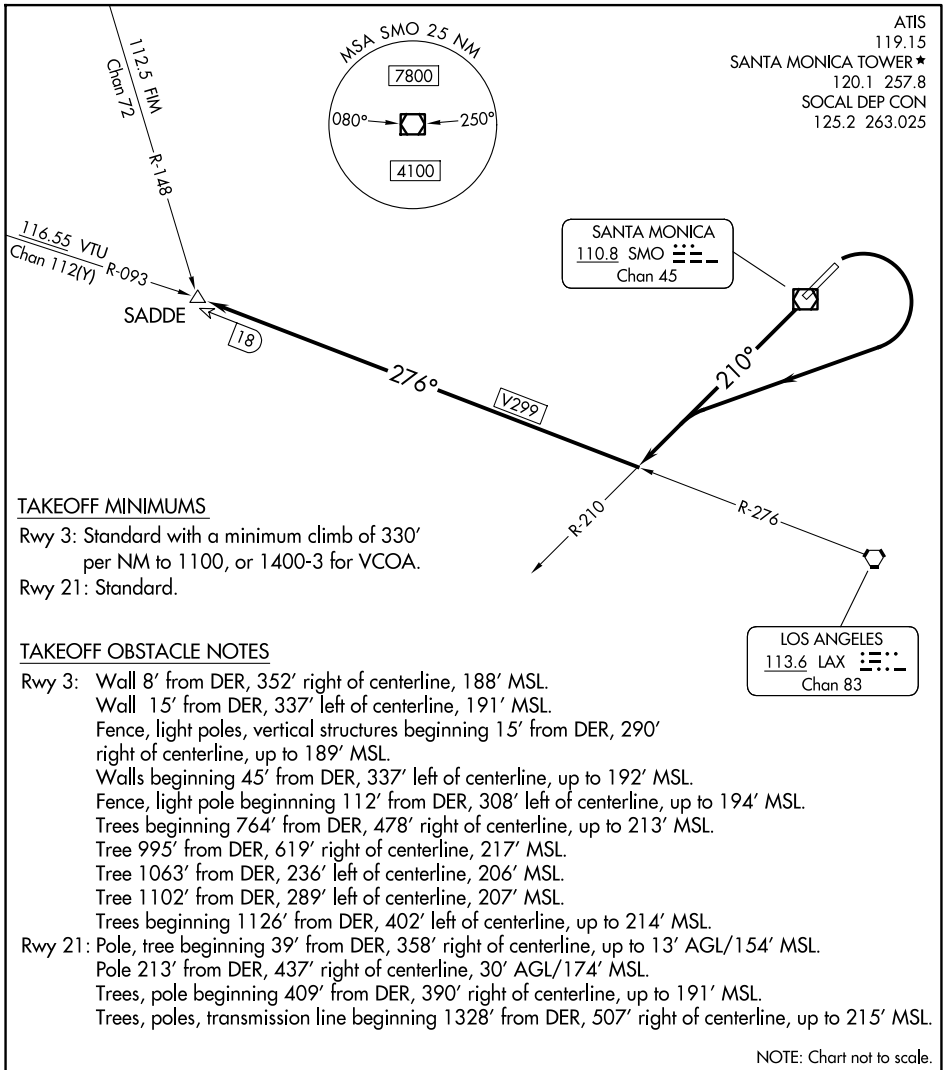 ATIS
119.15
SANTA MONICA TOWER ★
120.1 257.8
SOCAL DEP CON
125.2 263.025
MSA SMO 25 NM
7800
080° 250°
4100
112.5 FIM
Chan 72
R-148
116.55 VTU
Chan 112(Y)
R-093
SADDE
18
SANTA MONICA
110.8 SMO
Chan 45
210°
276°
V299
R-210
R-276
LOS ANGELES
113.6 LAX
Chan 83
TAKEOFF MINIMUMS
Rwy 3: Standard with a minimum climb of 330'
per NM to 1100, or 1400-3 for VCOA.
Rwy 21: Standard.
TAKEOFF OBSTACLE NOTES
Rwy 3: Wall 8' from DER, 352' right of centerline, 188' MSL.
Wall 15' from DER, 337' left of centerline, 191' MSL.
Fence, light poles, vertical structures beginning 15' from DER, 290'
right of centerline, up to 189' MSL.
Walls beginning 45' from DER, 337' left of centerline, up to 192' MSL.
Fence, light pole beginnning 112' from DER, 308' left of centerline, up to 194' MSL.
Trees beginning 764' from DER, 478' right of centerline, up to 213' MSL.
Tree 995' from DER, 619' right of centerline, 217' MSL.
Tree 1063' from DER, 236' left of centerline, 206' MSL.
Tree 1102' from DER, 289' left of centerline, 207' MSL.
Trees beginning 1126' from DER, 402' left of centerline, up to 214' MSL.
Rwy 21: Pole, tree beginning 39' from DER, 358' right of centerline, up to 13' AGL/154' MSL.
Pole 213' from DER, 437' right of centerline, 30' AGL/174' MSL.
Trees, pole beginning 409' from DER, 390' right of centerline, up to 191' MSL.
Trees, poles, transmission line beginning 1328' from DER, 507' right of centerline, up to 215' MSL.
NOTE: Chart not to scale.